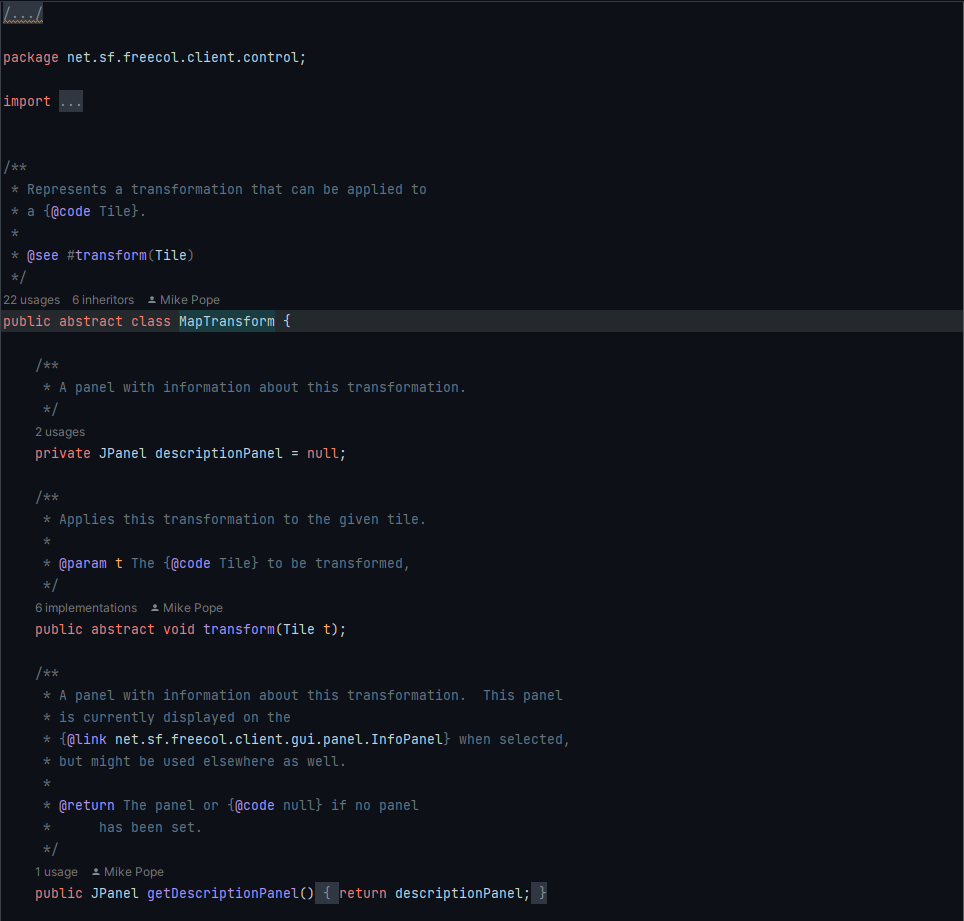 /.../
package net.sf.freecol.client.control;
import ...
/**
 * Represents a transformation that can be applied to
 * a {@code Tile}.
 *
 * @see #transform(Tile)
 */
22 usages   6 inheritors   Mike Pope
public abstract class MapTransform {
    /**
     * A panel with information about this transformation.
     */
    2 usages
    private JPanel descriptionPanel = null;
    /**
     * Applies this transformation to the given tile.
     *
     * @param t The {@code Tile} to be transformed,
     */
    6 implementations   Mike Pope
    public abstract void transform(Tile t);
    /**
     * A panel with information about this transformation.  This panel
     * is currently displayed on the
     * {@link net.sf.freecol.client.gui.panel.InfoPanel} when selected,
     * but might be used elsewhere as well.
     *
     * @return The panel or {@code null} if no panel
     *      has been set.
     */
    1 usage   Mike Pope
    public JPanel getDescriptionPanel() { return descriptionPanel; }